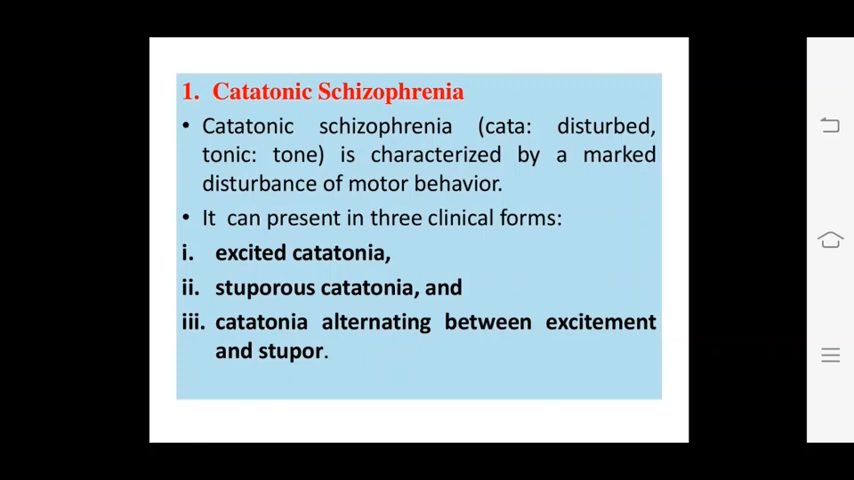 1. Catatonic Schizophrenia
• Catatonic schizophrenia (cata: disturbed,
tonic: tone) is characterized by a marked
disturbance of motor behavior.
• It can present in three clinical forms:
i. excited catatonia,
ii. stuporous catatonia, and
iii. catatonia alternating between excitement
and stupor.